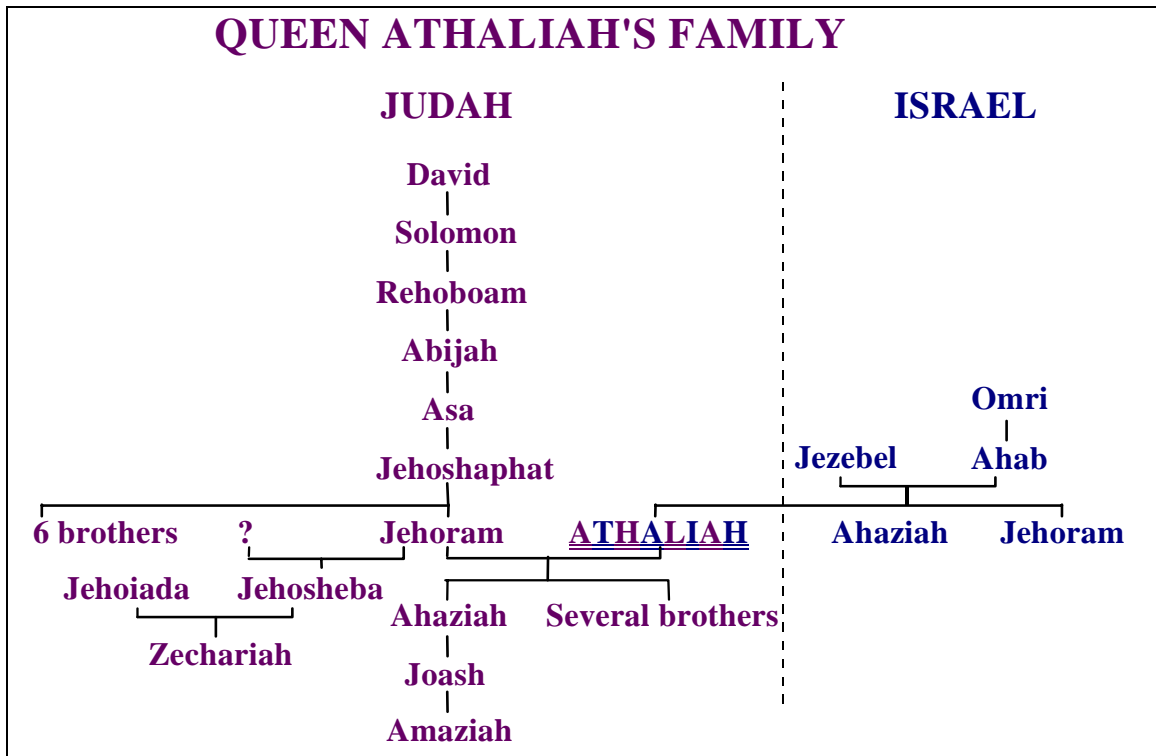 QUEEN ATHALIAH'S FAMILY
JUDAH
ISRAEL
David
Solomon
Rehoboam
Abijah
Asa
Omri
Jehoshaphat
Jezebel
Ahab
6 brothers
?
Jehoram
ATHALIAH
Ahaziah
Jehoram
Jehoiada
Jehosheba
Ahaziah
Several brothers
Zechariah
Joash
Amaziah